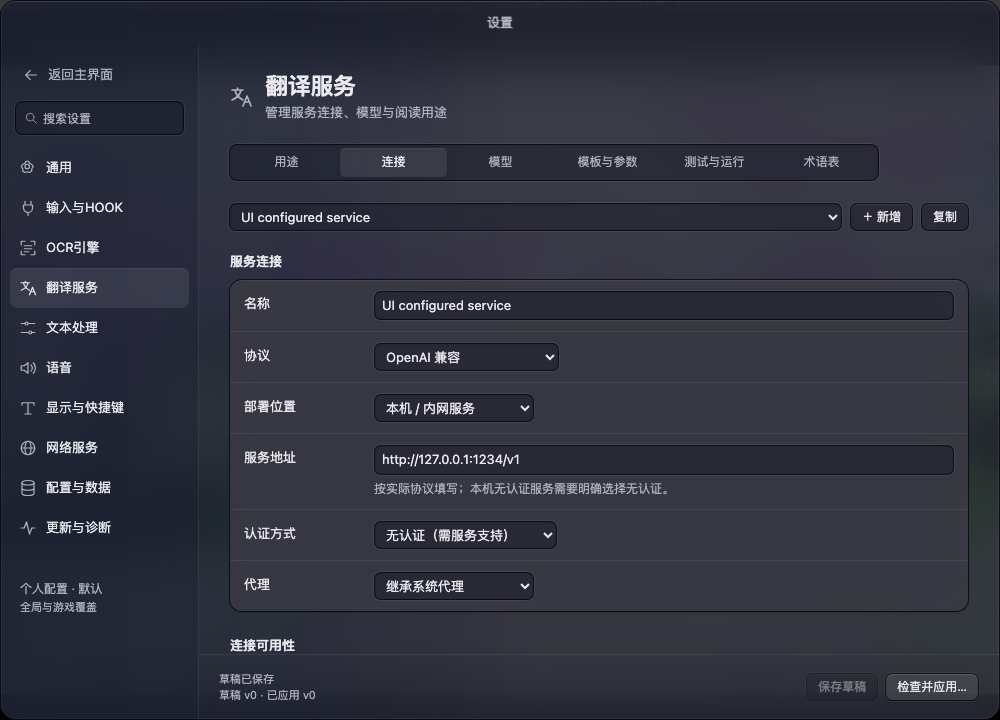 设置
返回主界面
搜索设置
通用
输入与HOOK
OCR引擎
翻译服务
文本处理
语音
显示与快捷键
网络服务
配置与数据
更新与诊断
个人配置 · 默认
全局与游戏覆盖
翻译服务
管理服务连接、模型与阅读用途
用途 连接 模型 模板与参数 测试与运行 术语表
UI configured service + 新增 复制
服务连接
名称 UI configured service
协议 OpenAI 兼容
部署位置 本机 / 内网服务
服务地址 http://127.0.0.1:1234/v1
按实际协议填写；本机无认证服务需要明确选择无认证。
认证方式 无认证（需服务支持）
代理 继承系统代理
连接可用性
草稿已保存
草稿 v0 · 已应用 v0
保存草稿 检查并应用...